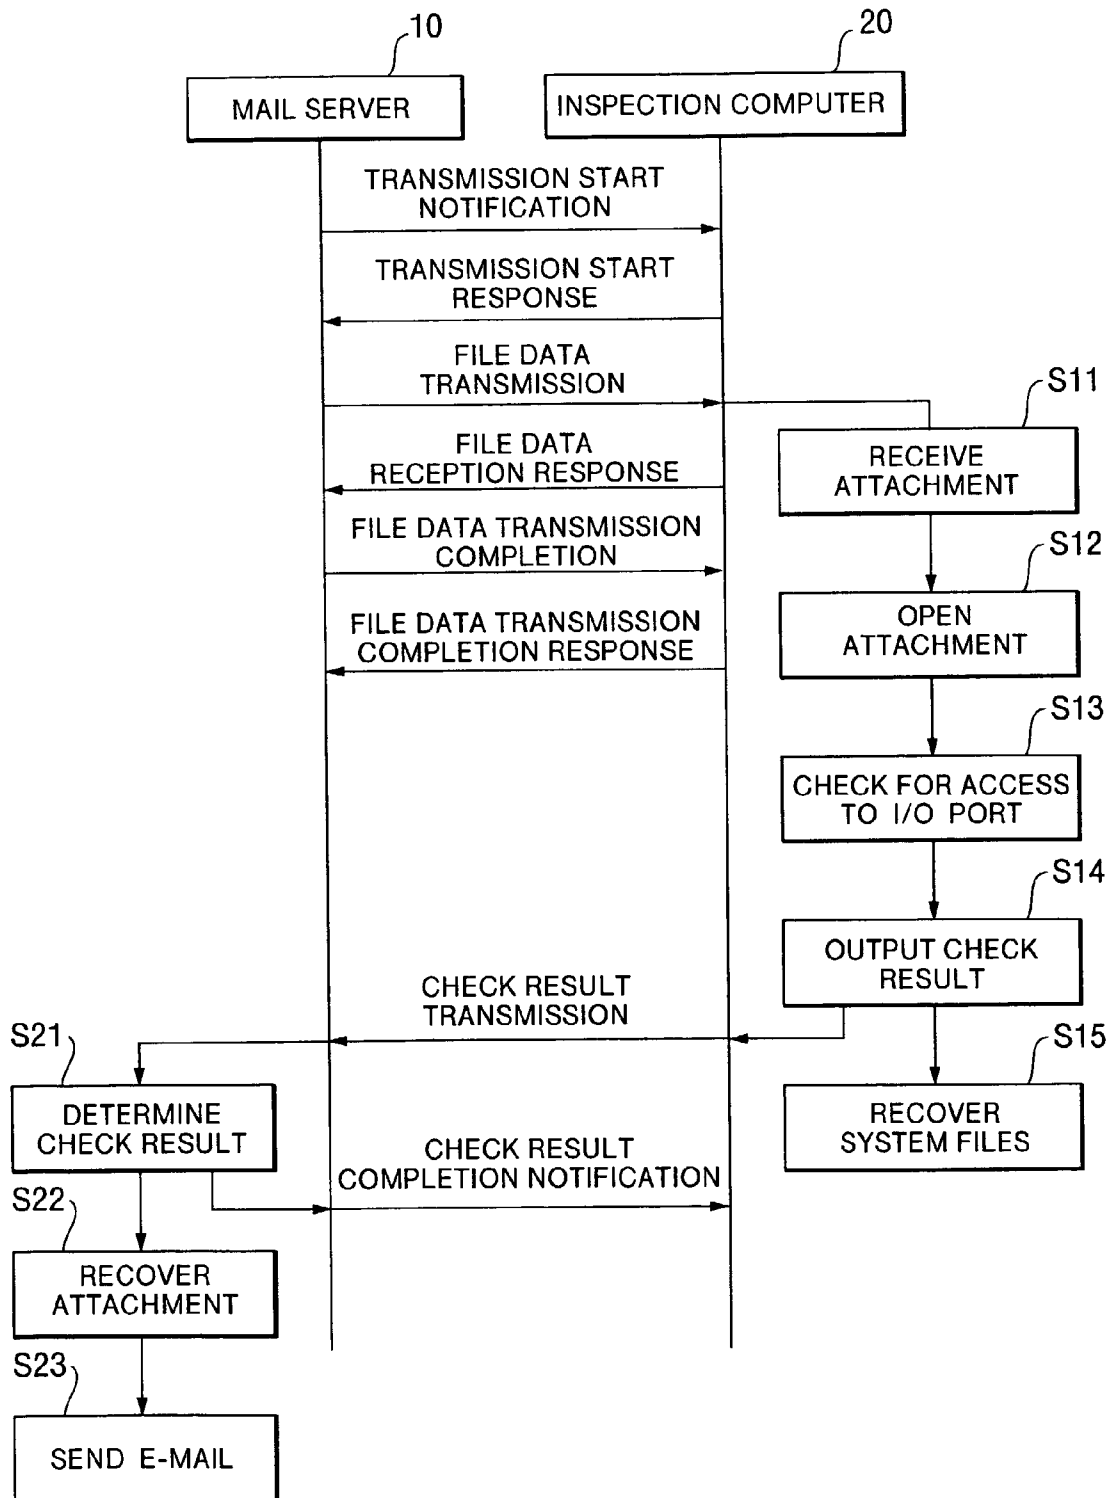 10
20
MAIL SERVER
INSPECTION COMPUTER
TRANSMISSION START
NOTIFICATION
TRANSMISSION START
RESPONSE
FILE DATA
TRANSMISSION
S11
RECEIVE
ATTACHMENT
FILE DATA
RECEPTION RESPONSE
FILE DATA TRANSMISSION
COMPLETION
S12
OPEN
ATTACHMENT
FILE DATA TRANSMISSION
COMPLETION RESPONSE
S13
CHECK FOR ACCESS
TO I/O PORT
S14
OUTPUT CHECK
RESULT
CHECK RESULT
TRANSMISSION
S21
DETERMINE
CHECK RESULT
S15
RECOVER
SYSTEM FILES
CHECK RESULT
COMPLETION NOTIFICATION
S22
RECOVER
ATTACHMENT
S23
SEND E-MAIL